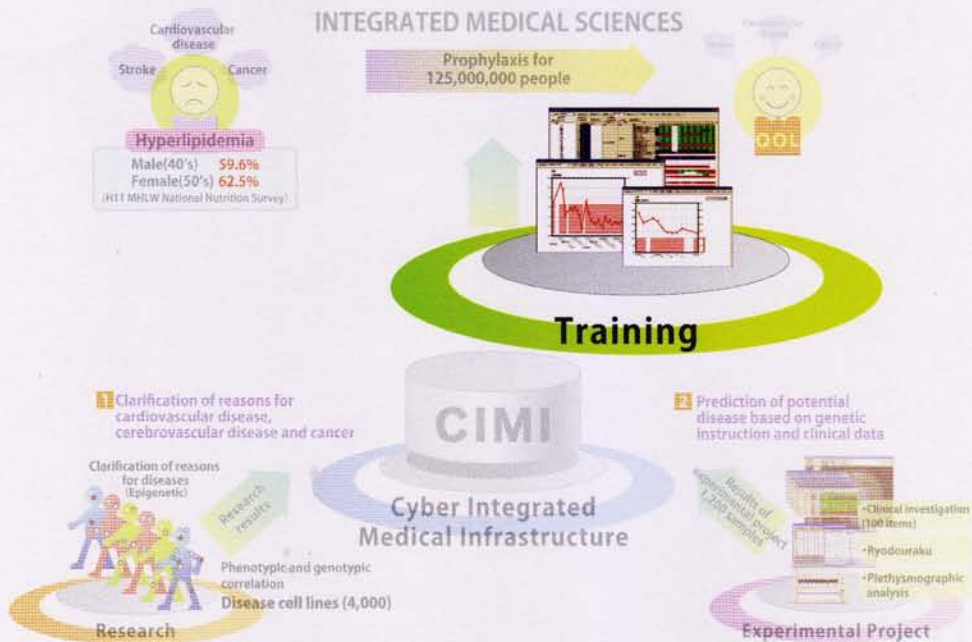 INTEGRATED MEDICAL SCIENCES
Cardiovascular
disease
Stroke
Cancer
Hyperlipidemia
Male(40's) 59.6%
Female(50's) 62.5%
(H11 MHLW National Nutrition Survey)
Prophylaxis for
125,000,000 people
QOL
Training
1 Clarification of reasons for
cardiovascular disease,
cerebrovascular disease and cancer
CIMI
Cyber Integrated
Medical Infrastructure
2 Prediction of potential
disease based on genetic
instruction and clinical data
Clarification of reasons
for diseases
(Epigenetic)
Research
results
Phenotypic and genotypic
correlation
Disease cell lines (4,000)
Research
Results of
experimental project
1,200 samples
•Clinical investigation
(100 items)
•Ryodouraku
•Plethysmographic
analysis
Experimental Project